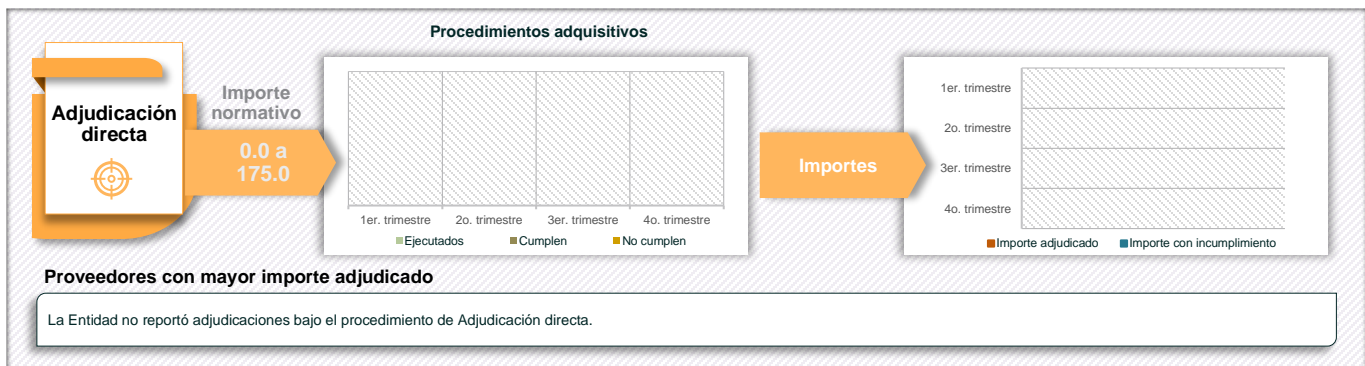 Procedimientos adquisitivos
Adjudicación
directa
Importe
normativo
0.0 a
175.0
1er. trimestre 2o. trimestre 3er. trimestre 4o. trimestre
Ejecutados Cumplen No cumplen
Importes
1er. trimestre
2o. trimestre
3er. trimestre
4o. trimestre
Importe adjudicado Importe con incumplimiento
Proveedores con mayor importe adjudicado
La Entidad no reportó adjudicaciones bajo el procedimiento de Adjudicación directa.